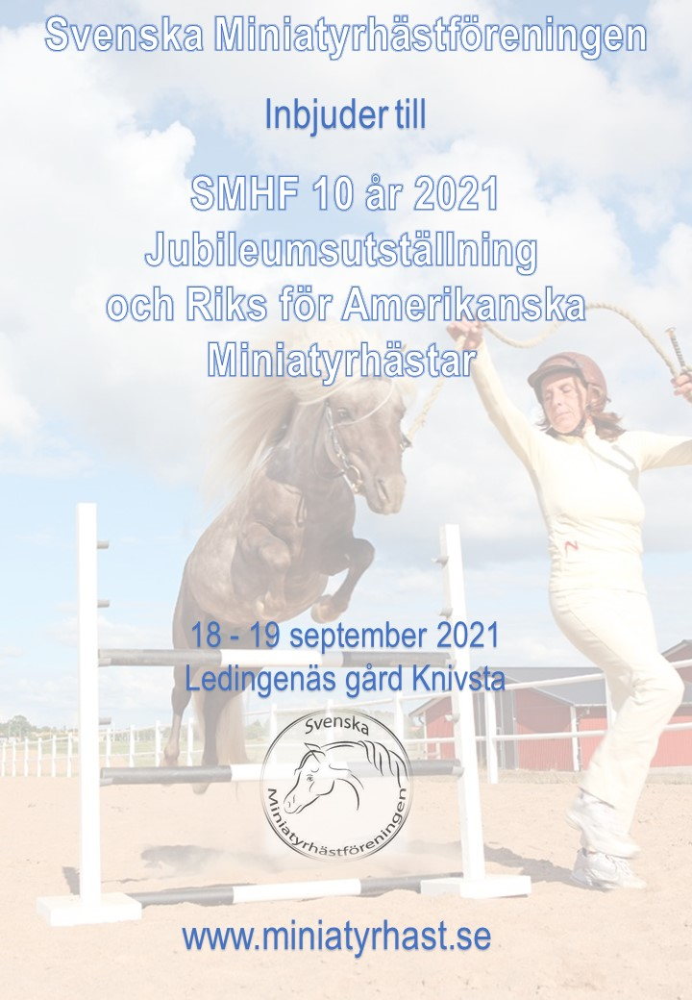 Svenska Miniatyrhästföreningen
Inbjuder till
SMHF 10 år 2021
Jubileumsutställning
och Riks för Amerikanska
Miniatyrhästar
18 - 19 september 2021
Ledingenäs gård Knivsta
Svenska
Miniatyrhästföreningen
www.miniatyrhast.se